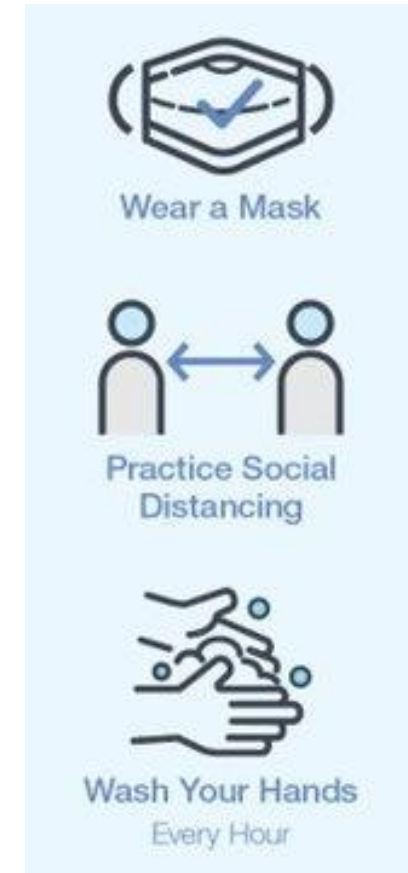 Wear a Mask
Practice Social
Distancing
Wash Your Hands
Every Hour